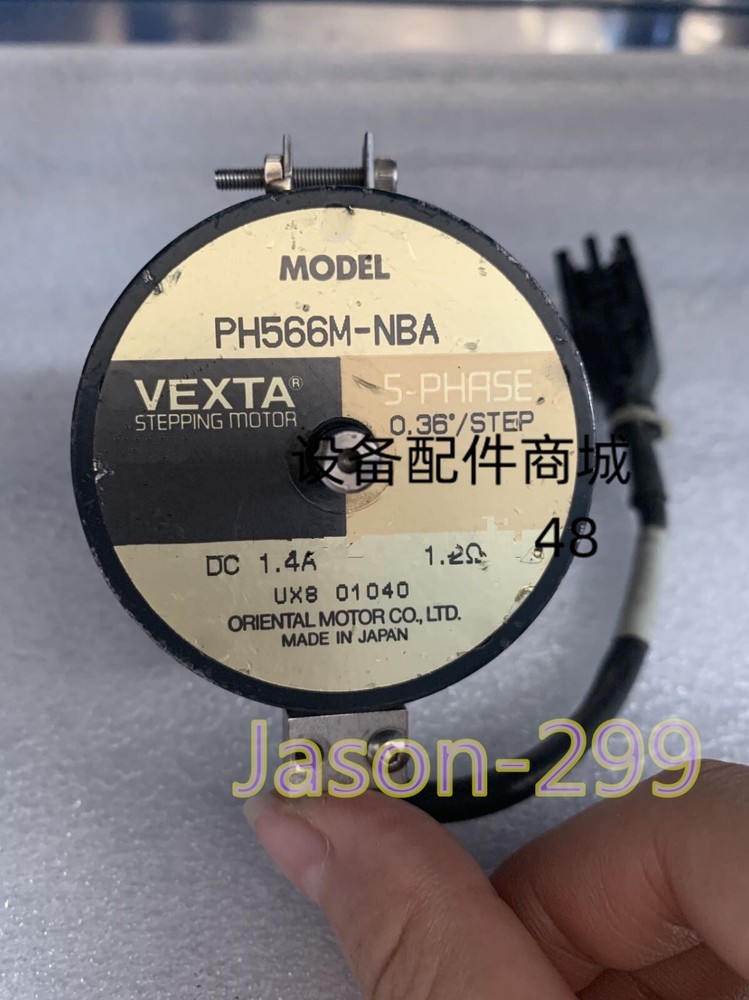 MODEL
PH566M-NBA
VEXTA®
STEPPING MOTOR
5-PHASE
0.36°/STEP
设备配件商城
48
DC 1.4A 1.2Ω
UX8 01040
ORIENTAL MOTOR CO., LTD.
MADE IN JAPAN
Jason-299